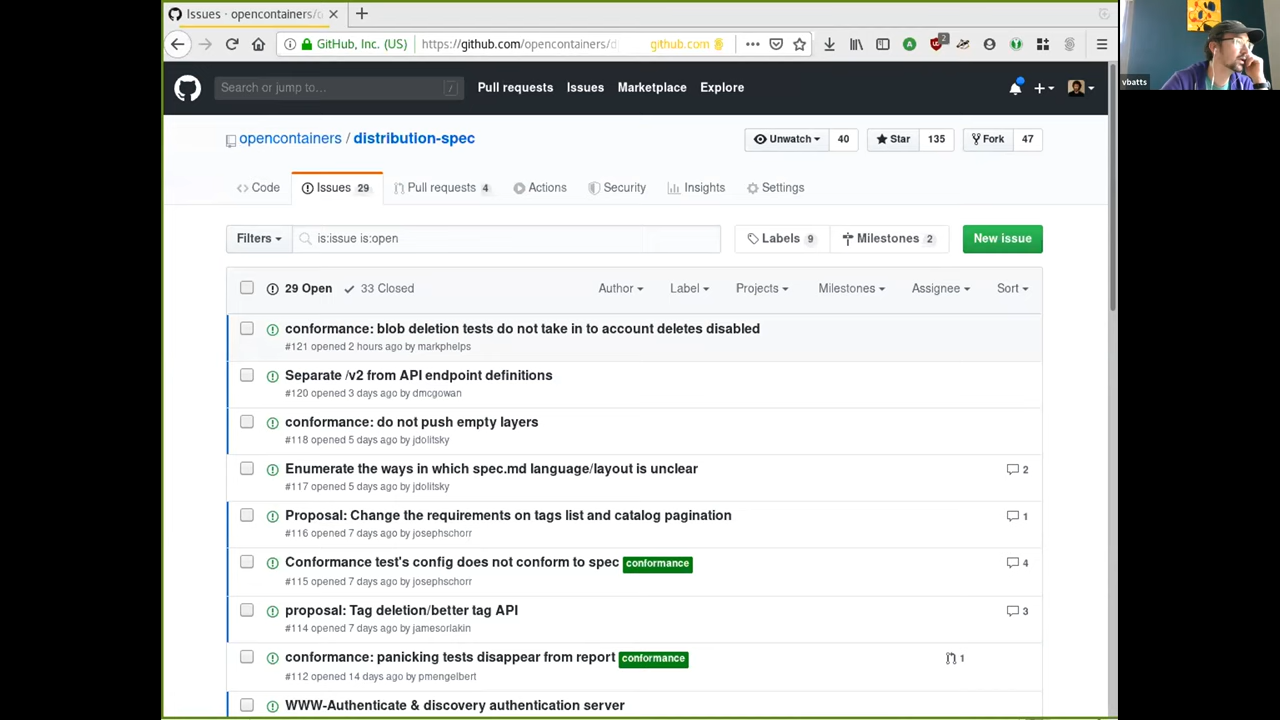 Issues · opencontainers/
GitHub, Inc. (US)
https://github.com/opencontainers/d
github.com
2
vbatts
Search or jump to...
/
Pull requests
Issues
Marketplace
Explore
opencontainers / distribution-spec
Unwatch 40
Star 135
Fork 47
Code
Issues 29
Pull requests 4
Actions
Security
Insights
Settings
Filters
is:issue is:open
Labels 9
Milestones 2
New issue
29 Open
33 Closed
Author
Label
Projects
Milestones
Assignee
Sort
conformance: blob deletion tests do not take in to account deletes disabled
#121 opened 2 hours ago by markphelps
Separate /v2 from API endpoint definitions
#120 opened 3 days ago by dmcgowan
conformance: do not push empty layers
#118 opened 5 days ago by jdolitsky
Enumerate the ways in which spec.md language/layout is unclear
2
#117 opened 5 days ago by jdolitsky
Proposal: Change the requirements on tags list and catalog pagination
1
#116 opened 7 days ago by josephschorr
Conformance test's config does not conform to spec conformance
4
#115 opened 7 days ago by josephschorr
proposal: Tag deletion/better tag API
3
#114 opened 7 days ago by jamesorlakin
conformance: panicking tests disappear from report conformance
1
#112 opened 14 days ago by pmengelbert
WWW-Authenticate & discovery authentication server